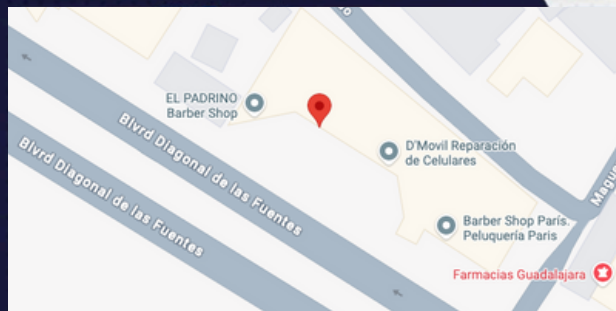 EL PADRINO
Barber Shop
Blvrd Diagonal de las Fuentes
Blvrd Diagonal de las Fuentes
D'Movil Reparación
de Celulares
Barber Shop París.
Peluquería Paris
Farmacias Guadalajara